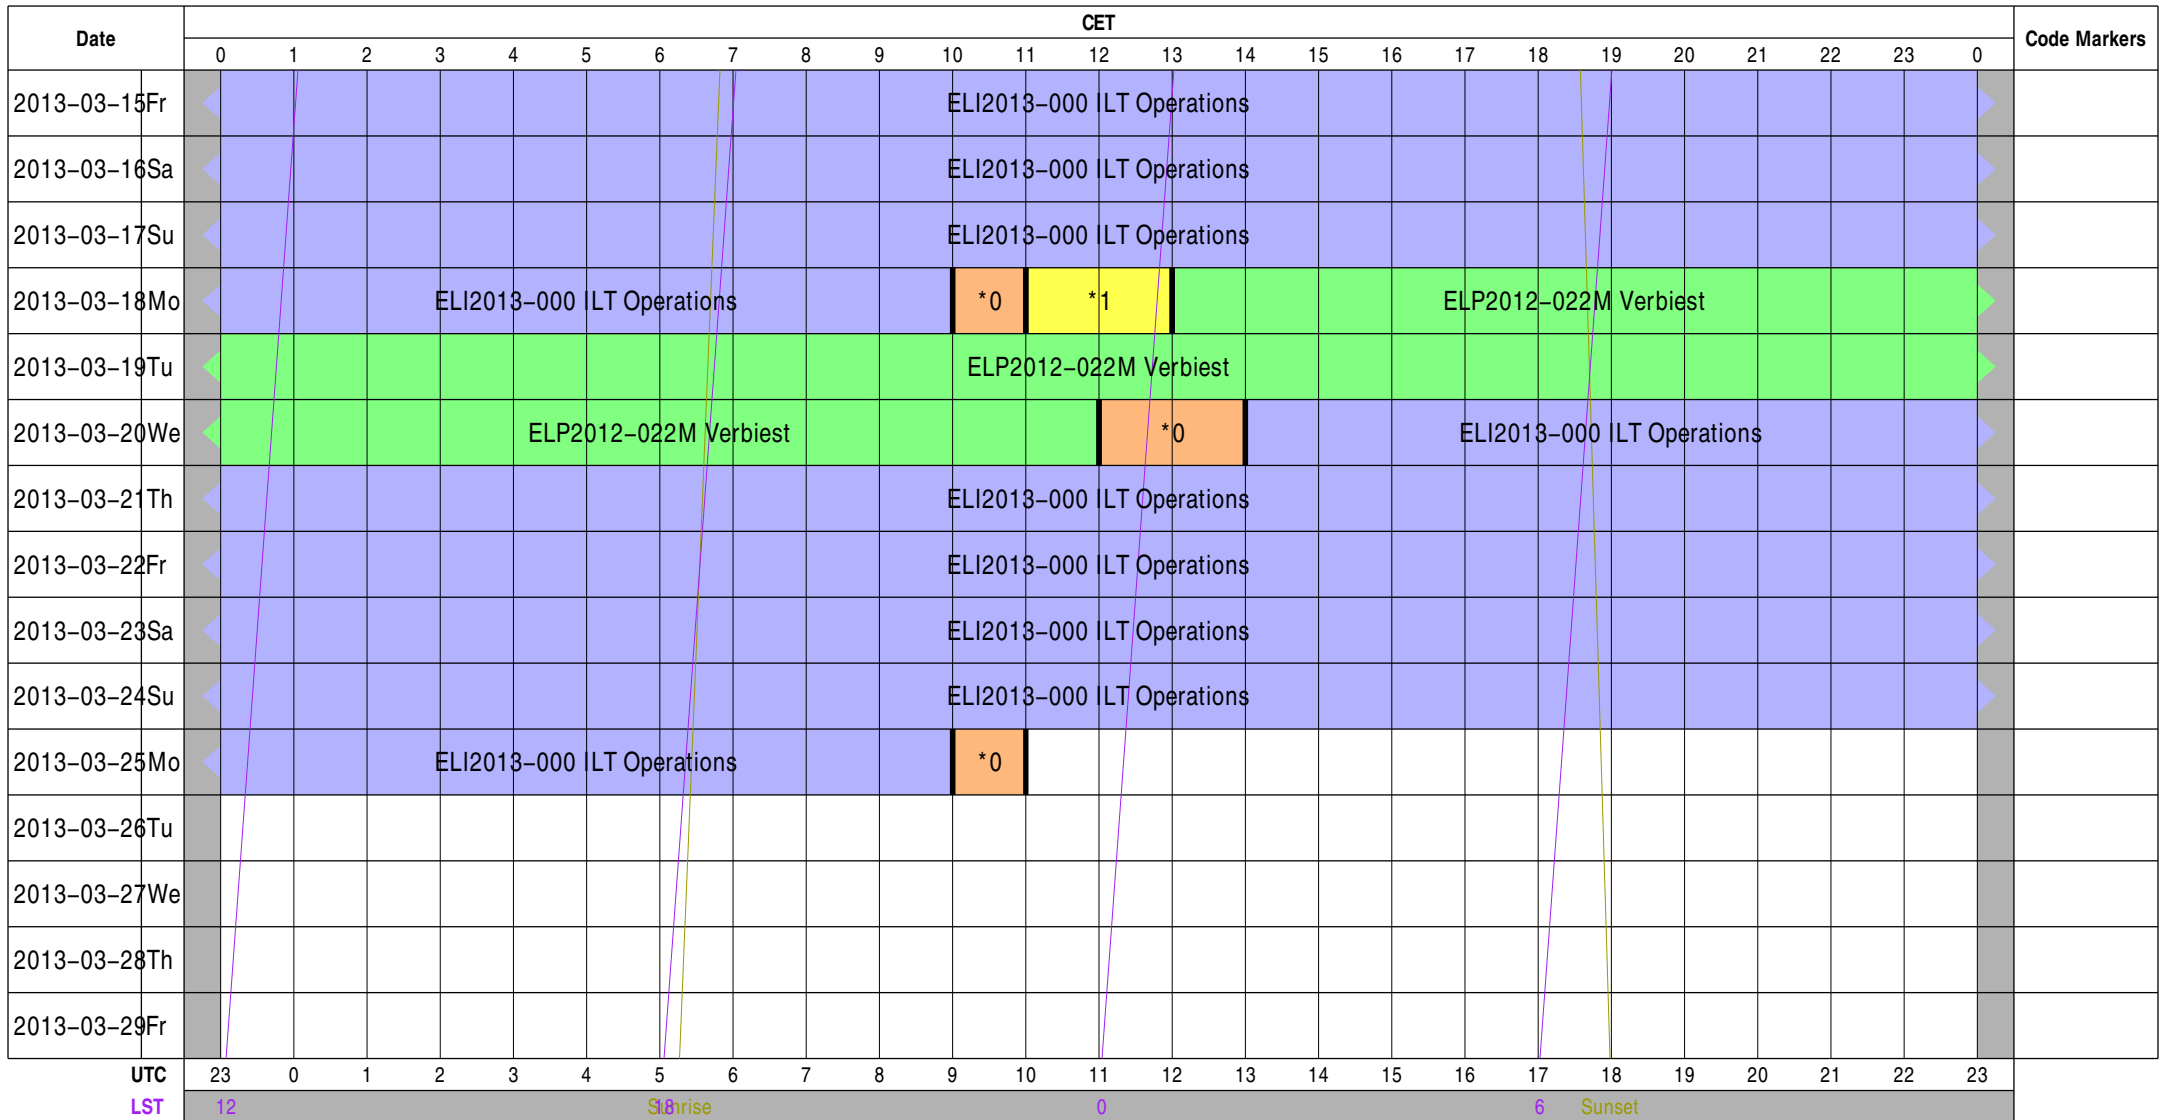 CET
Date
Code Markers
0 1 2 3 4 5 6 7 8 9 10 11 12 13 14 15 16 17 18 19 20 21 22 23 0
2013-03-15Fr ELI2013-000 ILT Operations
2013-03-16Sa ELI2013-000 ILT Operations
2013-03-17Su ELI2013-000 ILT Operations
2013-03-18Mo ELI2013-000 ILT Operations *0 *1 ELP2012-022M Verbiest
2013-03-19Tu ELP2012-022M Verbiest
2013-03-20We ELP2012-022M Verbiest *0 ELI2013-000 ILT Operations
2013-03-21Th ELI2013-000 ILT Operations
2013-03-22Fr ELI2013-000 ILT Operations
2013-03-23Sa ELI2013-000 ILT Operations
2013-03-24Su ELI2013-000 ILT Operations
2013-03-25Mo ELI2013-000 ILT Operations *0
2013-03-26Tu
2013-03-27We
2013-03-28Th
2013-03-29Fr
UTC 23 0 1 2 3 4 5 6 7 8 9 10 11 12 13 14 15 16 17 18 19 20 21 22 23
LST 12 Sunrise 18 0 6 Sunset